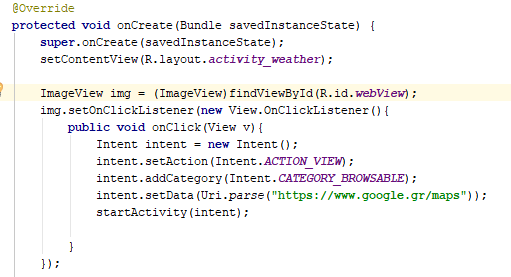 @Override
protected void onCreate(Bundle savedInstanceState) {
    super.onCreate(savedInstanceState);
    setContentView(R.layout.activity_weather);

    ImageView img = (ImageView)findViewById(R.id.webView);
    img.setOnClickListener(new View.OnClickListener(){
        public void onClick(View v){
            Intent intent = new Intent();
            intent.setAction(Intent.ACTION_VIEW);
            intent.addCategory(Intent.CATEGORY_BROWSABLE);
            intent.setData(Uri.parse("https://www.google.gr/maps"));
            startActivity(intent);

        }
    });